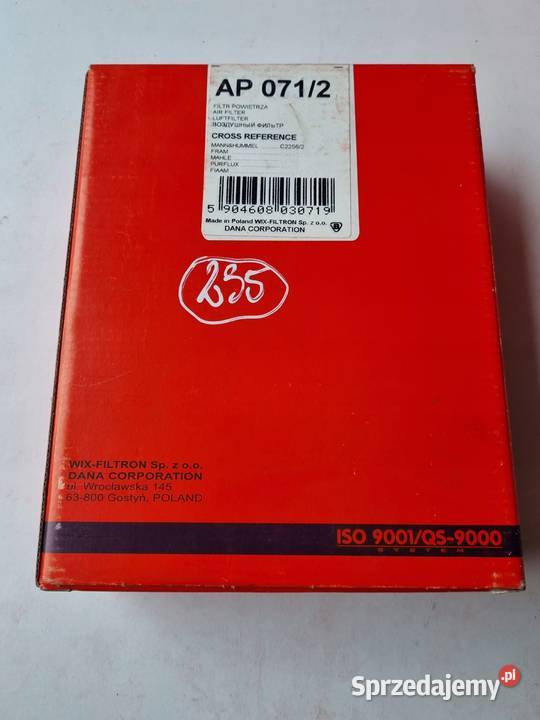 AP 071/2
FILTR POWIETRZA
AIR FILTER
LUFTFILTER
ВОЗДУШНЫЙ ФИЛЬТР
CROSS REFERENCE
MANN&HUMMEL C2256/2
FRAM
MAHLE
PURFLUX
FIAAM
5 904608 030719
Made in Poland WIX-FILTRON Sp. z o.o.
DANA CORPORATION
235
WIX-FILTRON Sp. z o.o.
DANA CORPORATION
ul. Wrocławska 145
63-800 Gostyń, POLAND
ISO 9001/QS-9000
SYSTEM
Sprzedajemy.pl